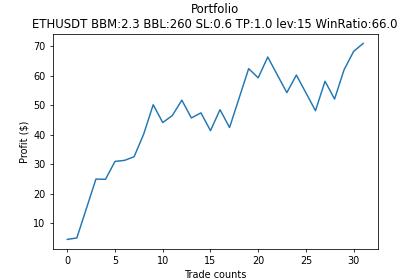 Portfolio
ETHUSDT BBM:2.3 BBL:260 SL:0.6 TP:1.0 lev:15 WinRatio:66.0
70
60
50
40
30
20
10
Profit ($)
0 5 10 15 20 25 30
Trade counts